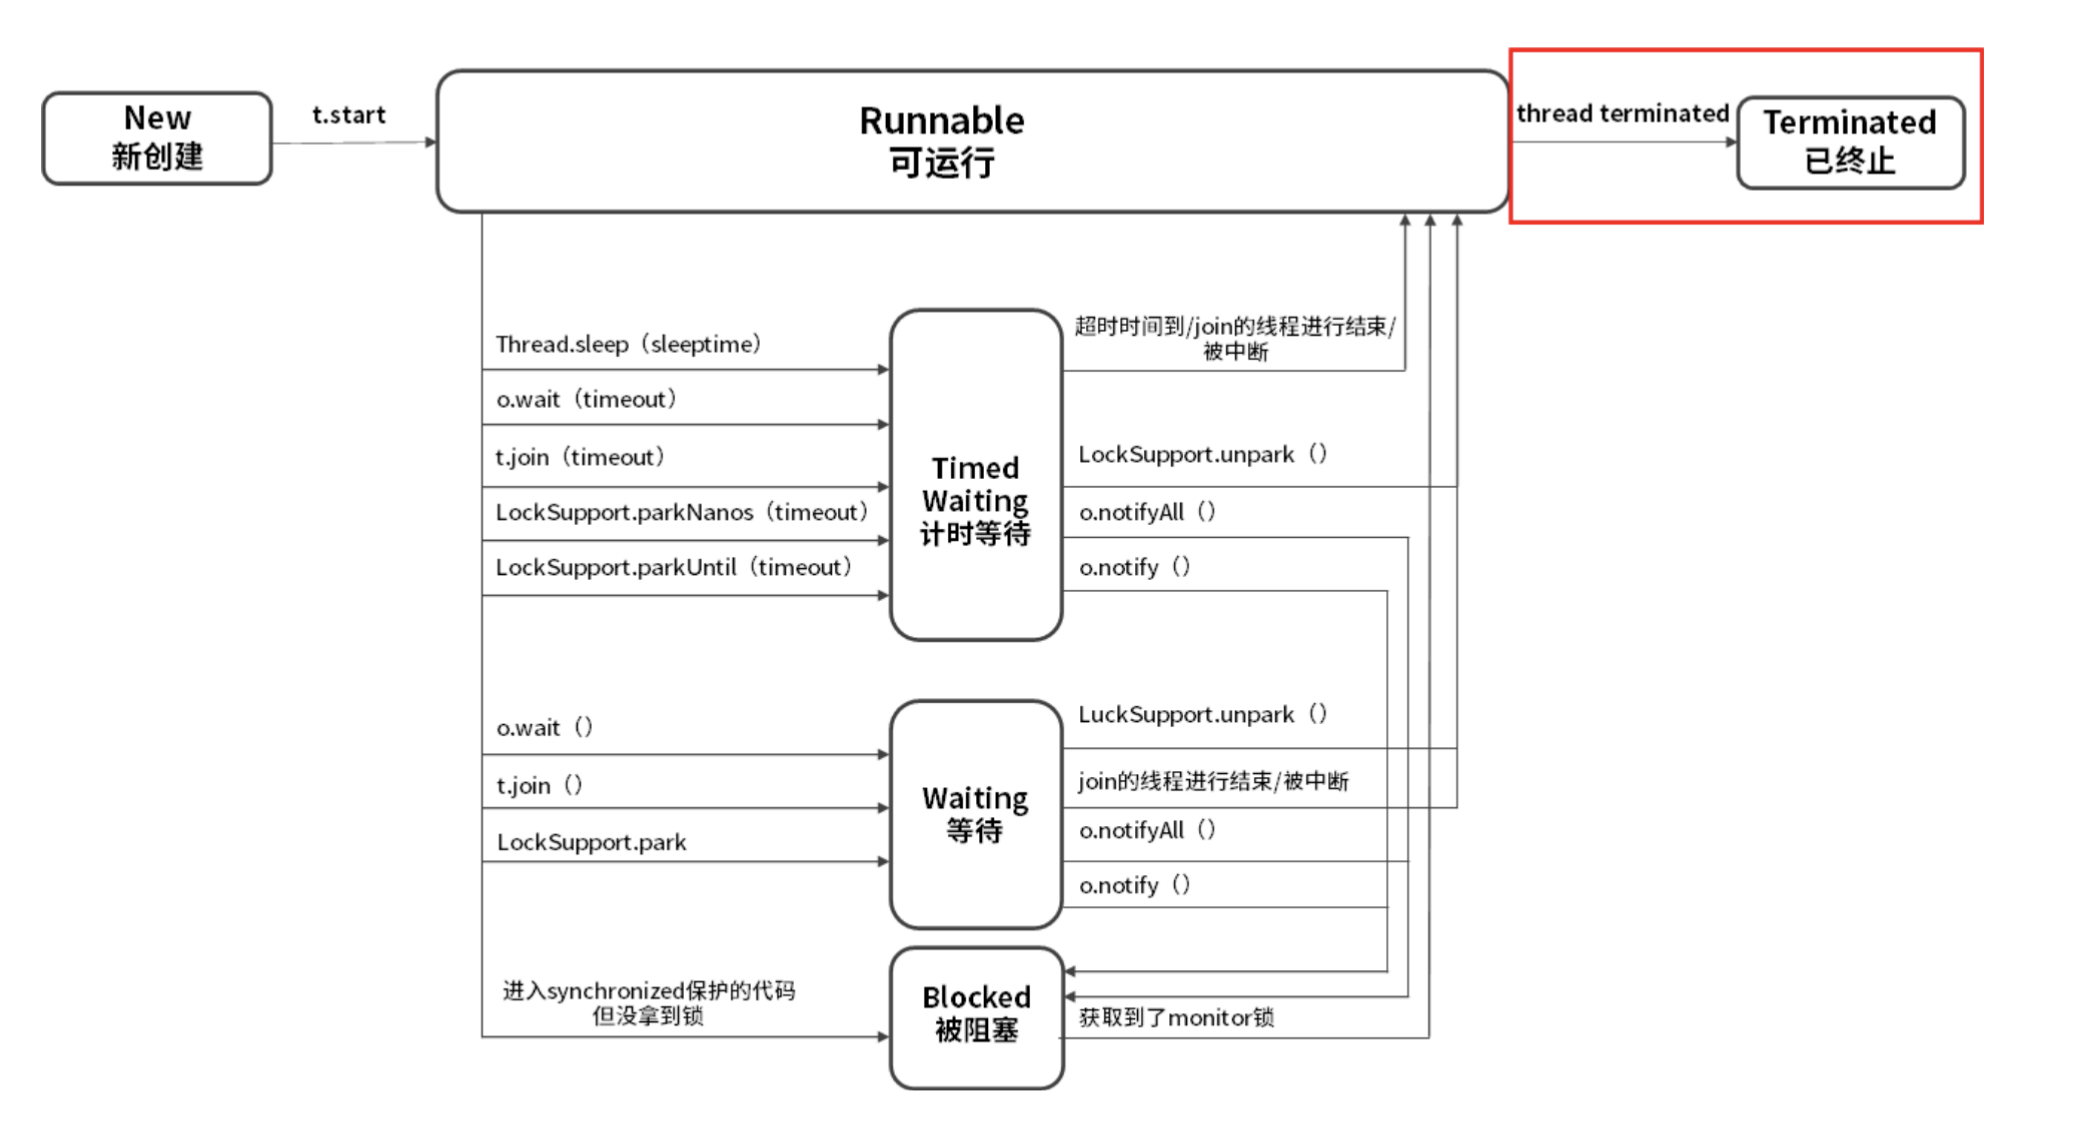 New
新创建
t.start
Runnable
可运行
thread terminated
Terminated
已终止
Thread.sleep（sleeptime）
o.wait（timeout）
t.join（timeout）
LockSupport.parkNanos（timeout）
LockSupport.parkUntil（timeout）
Timed
Waiting
计时等待
超时时间到/join的线程进行结束/
被中断
LockSupport.unpark（）
o.notifyAll（）
o.notify（）
o.wait（）
t.join（）
LockSupport.park
Waiting
等待
LuckSupport.unpark（）
join的线程进行结束/被中断
o.notifyAll（）
o.notify（）
进入synchronized保护的代码
但没拿到锁
Blocked
被阻塞
获取到了monitor锁